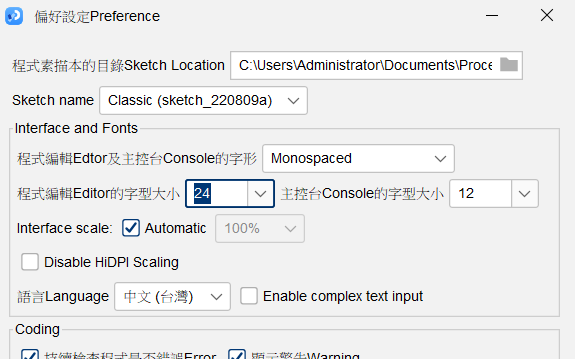 偏好設定Preference
程式素描本的目錄Sketch Location C:\Users\Administrator\Documents\Proce
Sketch name Classic (sketch_220809a)
Interface and Fonts
程式編輯Edtor及主控台Console的字形 Monospaced
程式編輯Editor的字型大小 24 主控台Console的字型大小 12
Interface scale: Automatic 100%
Disable HiDPI Scaling
語言Language 中文 (台灣) Enable complex text input
Coding
持續檢查程式是否錯誤Error 顯示警告Warning